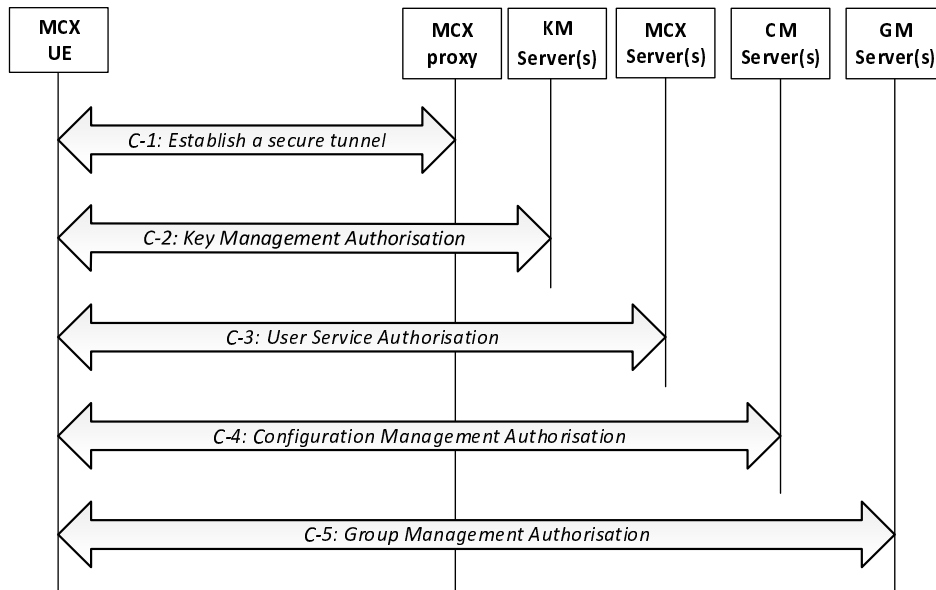 MCX
UE
MCX
proxy
KM
Server(s)
MCX
Server(s)
CM
Server(s)
GM
Server(s)
C-1: Establish a secure tunnel
C-2: Key Management Authorisation
C-3: User Service Authorisation
C-4: Configuration Management Authorisation
C-5: Group Management Authorisation